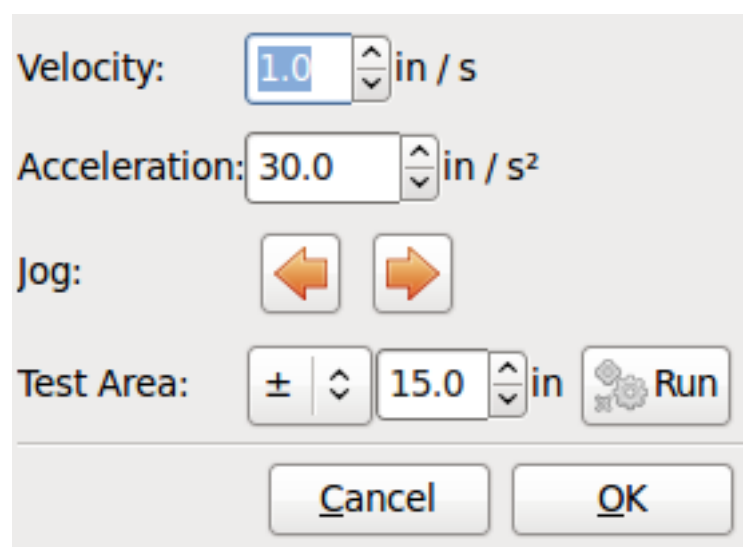 Velocity: 1.0 in / s
Acceleration: 30.0 in / s²
Jog:
Test Area: ± 15.0 in Run
Cancel OK